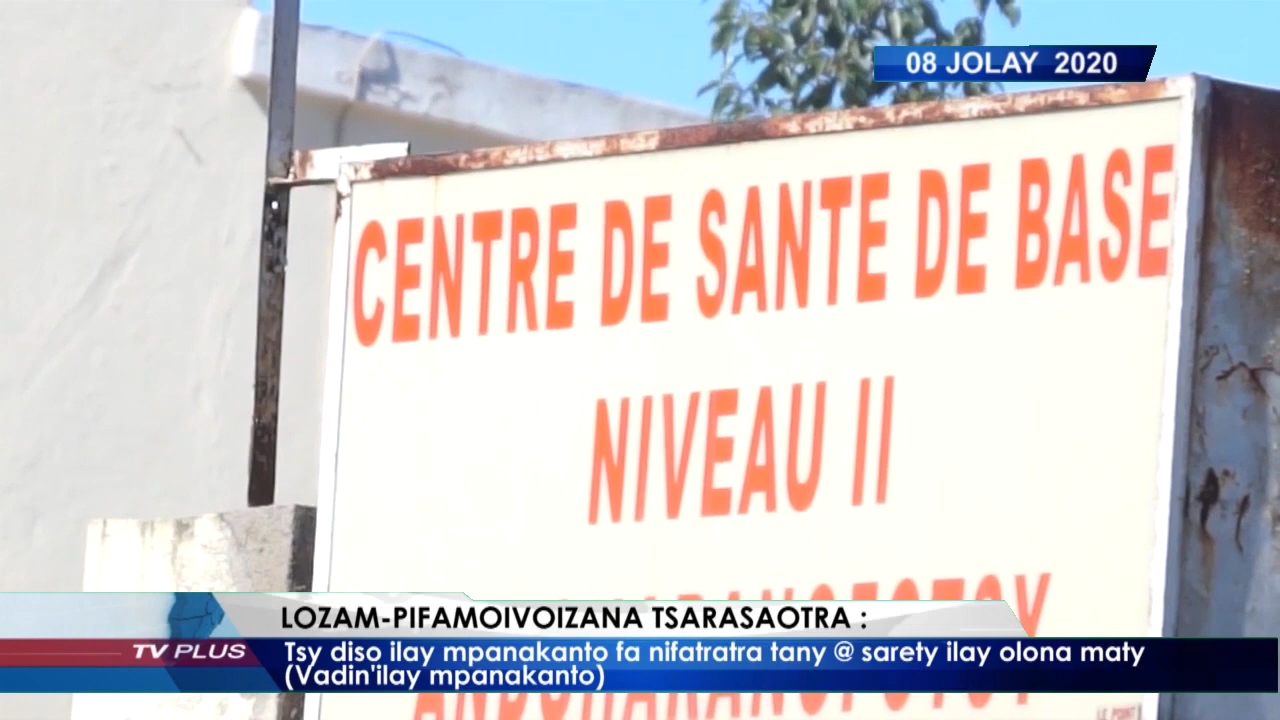 08 JOLAY 2020
CENTRE DE SANTE DE BASE
NIVEAU II
LOZAM-PIFAMOIVOIZANA TSARASAOTRA :
TV PLUS
Tsy diso ilay mpanakanto fa nifatratra tany @ sarety ilay olona maty
(Vadin'ilay mpanakanto)